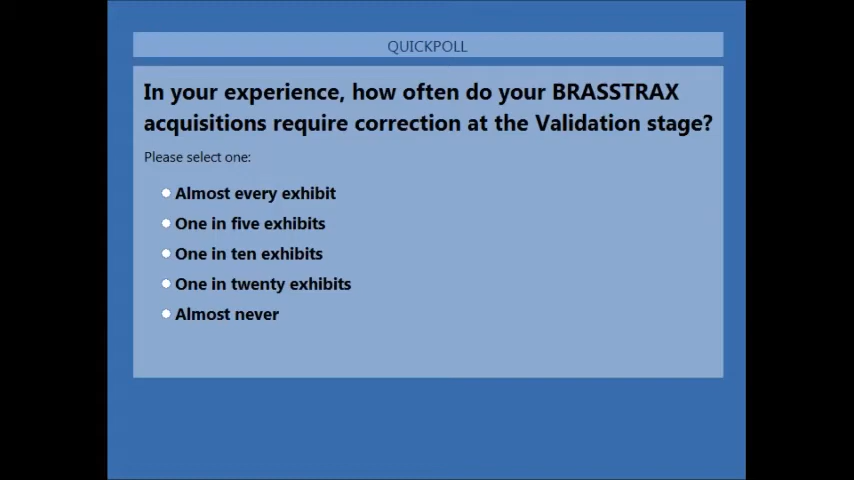 QUICKPOLL
In your experience, how often do your BRASSTRAX
acquisitions require correction at the Validation stage?
Please select one:
Almost every exhibit
One in five exhibits
One in ten exhibits
One in twenty exhibits
Almost never